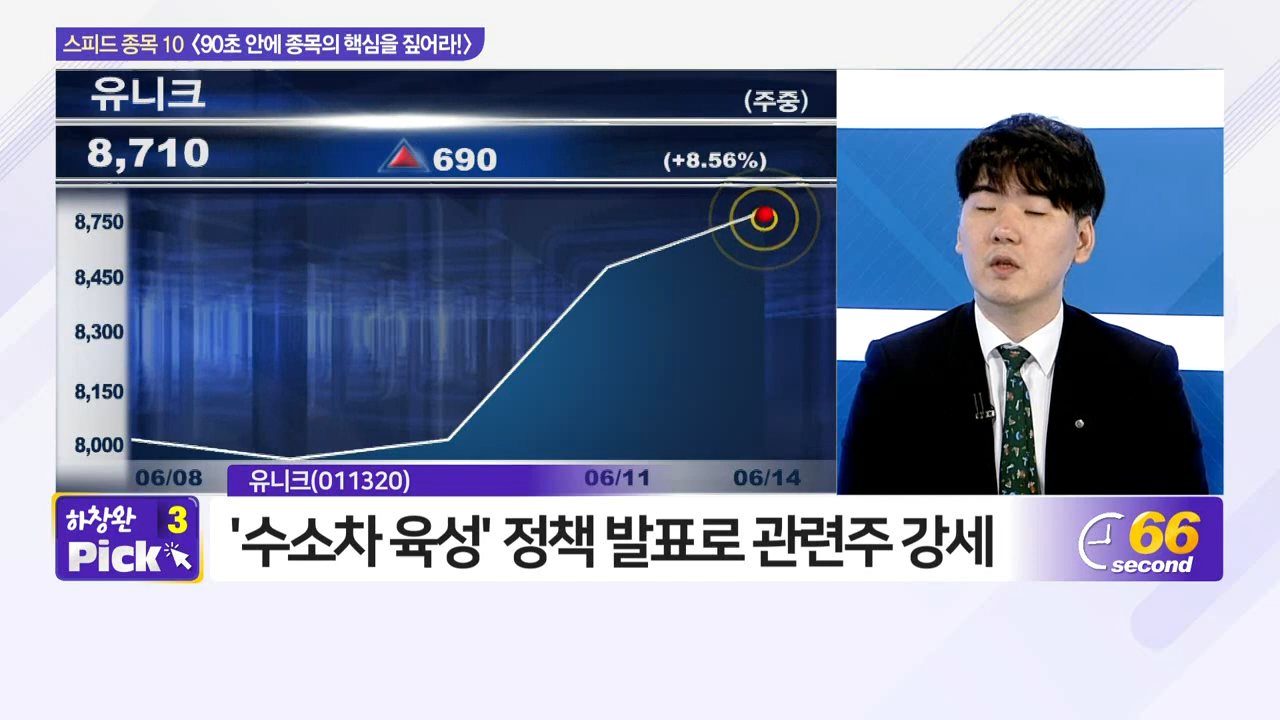 스피드 종목 10 <90초 안에 종목의 핵심을 짚어라!>
유니크
(주중)
8,710
690
(+8.56%)
8,750
8,450
8,300
8,150
8,000
06/08
06/11
06/14
유니크(011320)
하창완 3
Pick
'수소차 육성' 정책 발표로 관련주 강세
66
second